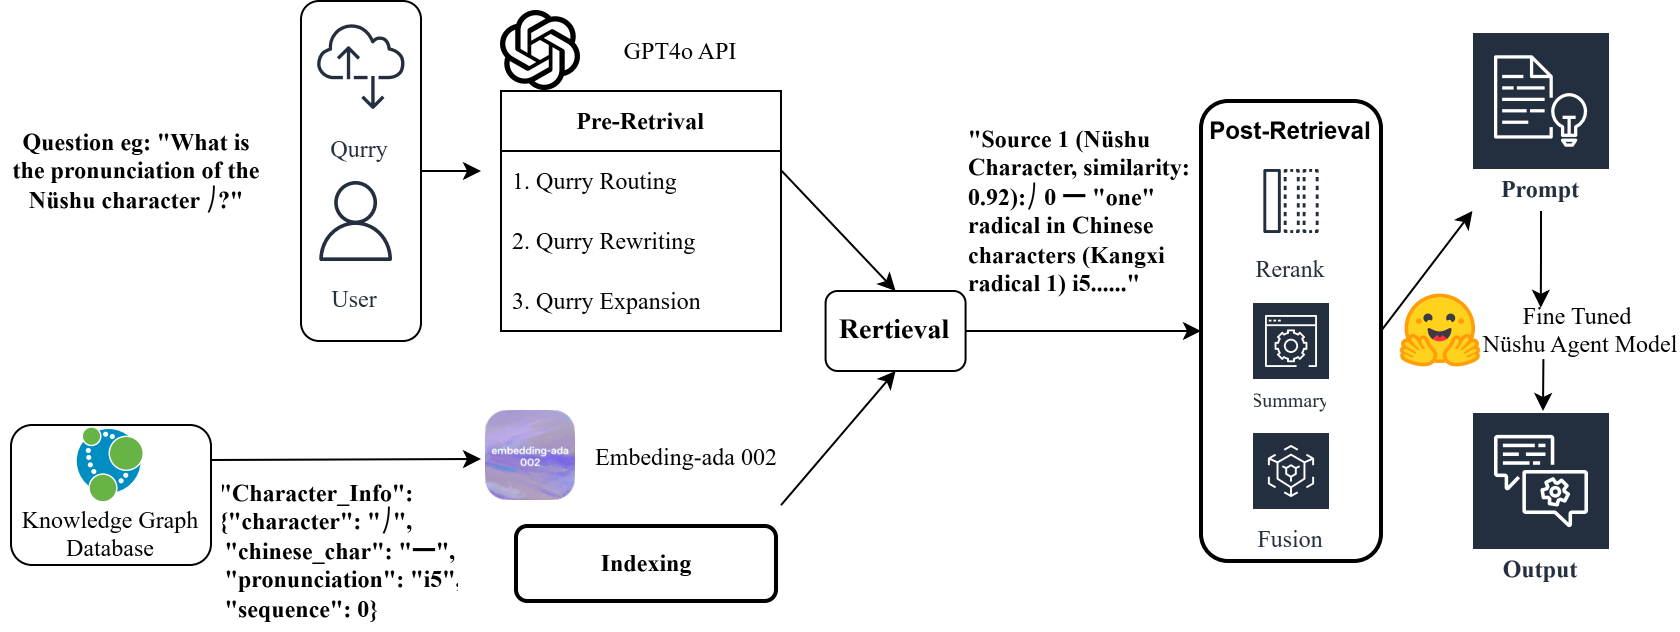 Question eg: "What is
the pronunciation of the
Nüshu character ⼃?"
Qurry
User
GPT4o API
Pre-Retrival
1. Qurry Routing
2. Qurry Rewriting
3. Qurry Expansion
Knowledge Graph
Database
"Character_Info":
{"character": "⼃",
"chinese_char": "一",
"pronunciation": "i5",
"sequence": 0}
embedding-ada
002
Embeding-ada 002
Indexing
Rertieval
"Source 1 (Nüshu
Character, similarity:
0.92):⼃ 0 一 "one"
radical in Chinese
characters (Kangxi
radical 1) i5......"
Post-Retrieval
Rerank
Summary
Fusion
Prompt
Fine Tuned
Nüshu Agent Model
Output